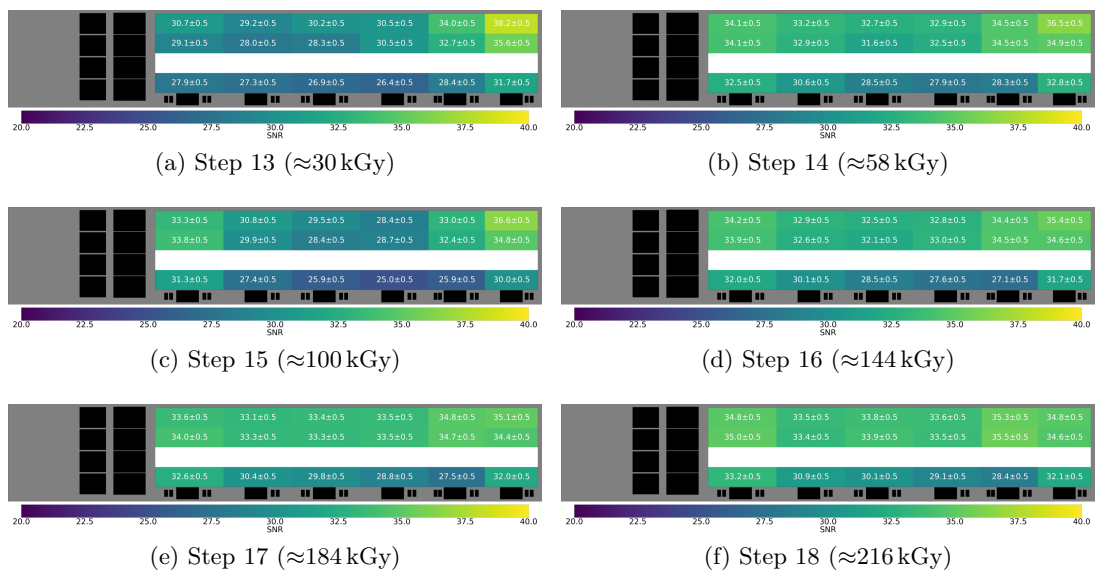 30.7±0.5 29.2±0.5 30.2±0.5 30.5±0.5 34.0±0.5 38.2±0.5
29.1±0.5 28.0±0.5 28.3±0.5 30.5±0.5 32.7±0.5 35.6±0.5
27.9±0.5 27.3±0.5 26.9±0.5 26.4±0.5 28.4±0.5 31.7±0.5
20.0 22.5 25.0 27.5 30.0 32.5 35.0 37.5 40.0
SNR
(a) Step 13 (≈30 kGy)
34.1±0.5 33.2±0.5 32.7±0.5 32.9±0.5 34.5±0.5 36.5±0.5
34.1±0.5 32.9±0.5 31.6±0.5 32.5±0.5 34.5±0.5 34.9±0.5
32.5±0.5 30.6±0.5 28.5±0.5 27.9±0.5 28.3±0.5 32.8±0.5
20.0 22.5 25.0 27.5 30.0 32.5 35.0 37.5 40.0
SNR
(b) Step 14 (≈58 kGy)
33.3±0.5 30.8±0.5 29.5±0.5 28.4±0.5 33.0±0.5 36.6±0.5
33.8±0.5 29.9±0.5 28.4±0.5 28.7±0.5 32.4±0.5 34.8±0.5
31.3±0.5 27.4±0.5 25.9±0.5 25.0±0.5 25.9±0.5 30.0±0.5
20.0 22.5 25.0 27.5 30.0 32.5 35.0 37.5 40.0
SNR
(c) Step 15 (≈100 kGy)
34.2±0.5 32.9±0.5 32.5±0.5 32.8±0.5 34.4±0.5 35.4±0.5
33.9±0.5 32.6±0.5 32.1±0.5 33.0±0.5 34.5±0.5 34.6±0.5
32.0±0.5 30.1±0.5 28.5±0.5 27.6±0.5 27.1±0.5 31.7±0.5
20.0 22.5 25.0 27.5 30.0 32.5 35.0 37.5 40.0
SNR
(d) Step 16 (≈144 kGy)
33.6±0.5 33.1±0.5 33.4±0.5 33.5±0.5 34.8±0.5 35.1±0.5
34.0±0.5 33.3±0.5 33.3±0.5 33.5±0.5 34.7±0.5 34.4±0.5
32.6±0.5 30.4±0.5 29.8±0.5 28.8±0.5 27.5±0.5 32.0±0.5
20.0 22.5 25.0 27.5 30.0 32.5 35.0 37.5 40.0
SNR
(e) Step 17 (≈184 kGy)
34.8±0.5 33.5±0.5 33.8±0.5 33.6±0.5 35.3±0.5 34.8±0.5
35.0±0.5 33.4±0.5 33.9±0.5 33.5±0.5 35.5±0.5 34.6±0.5
33.2±0.5 30.9±0.5 30.1±0.5 29.1±0.5 28.4±0.5 32.1±0.5
20.0 22.5 25.0 27.5 30.0 32.5 35.0 37.5 40.0
SNR
(f) Step 18 (≈216 kGy)